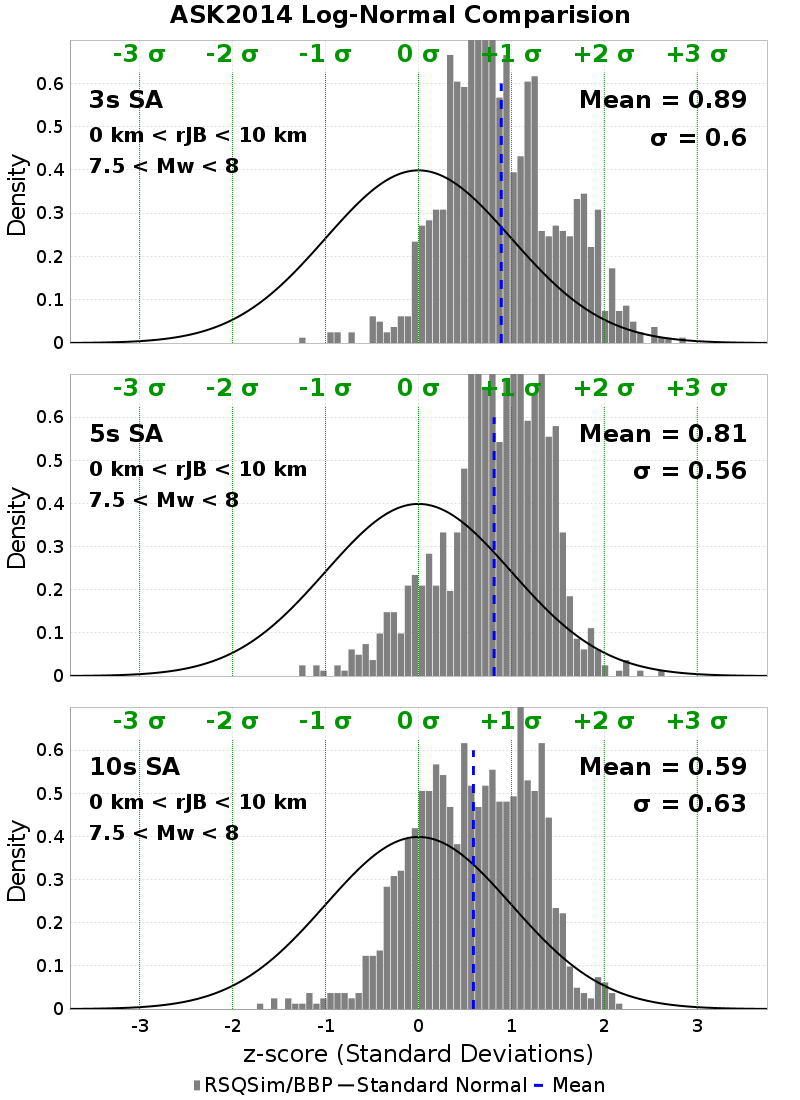 ASK2014 Log-Normal Comparision
-3 σ -2 σ -1 σ 0 σ +1 σ +2 σ +3 σ
3s SA
0 km < rJB < 10 km
7.5 < Mw < 8
Mean = 0.89
σ = 0.6
Density
0.6
0.5
0.4
0.3
0.2
0.1
0
-3 σ -2 σ -1 σ 0 σ +1 σ +2 σ +3 σ
5s SA
0 km < rJB < 10 km
7.5 < Mw < 8
Mean = 0.81
σ = 0.56
Density
0.6
0.5
0.4
0.3
0.2
0.1
0
-3 σ -2 σ -1 σ 0 σ +1 σ +2 σ +3 σ
10s SA
0 km < rJB < 10 km
7.5 < Mw < 8
Mean = 0.59
σ = 0.63
Density
0.6
0.5
0.4
0.3
0.2
0.1
0
-3 -2 -1 0 1 2 3
z-score (Standard Deviations)
RSQSim/BBP Standard Normal Mean